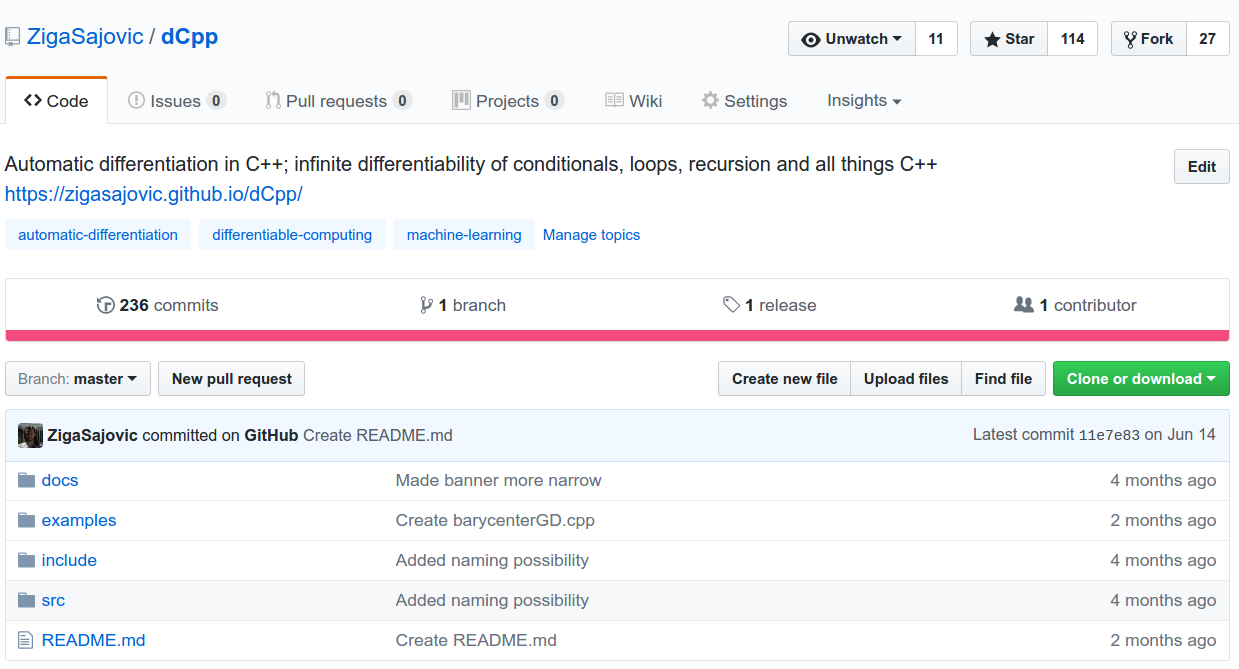 ZigaSajovic / dCpp
Unwatch 11 Star 114 Fork 27
Code Issues 0 Pull requests 0 Projects 0 Wiki Settings Insights
Automatic differentiation in C++; infinite differentiability of conditionals, loops, recursion and all things C++
Edit
https://zigasajovic.github.io/dCpp/
automatic-differentiation differentiable-computing machine-learning Manage topics
236 commits 1 branch 1 release 1 contributor
Branch: master New pull request Create new file Upload files Find file Clone or download
ZigaSajovic committed on GitHub Create README.md Latest commit 11e7e83 on Jun 14
docs Made banner more narrow 4 months ago
examples Create barycenterGD.cpp 2 months ago
include Added naming possibility 4 months ago
src Added naming possibility 4 months ago
README.md Create README.md 2 months ago